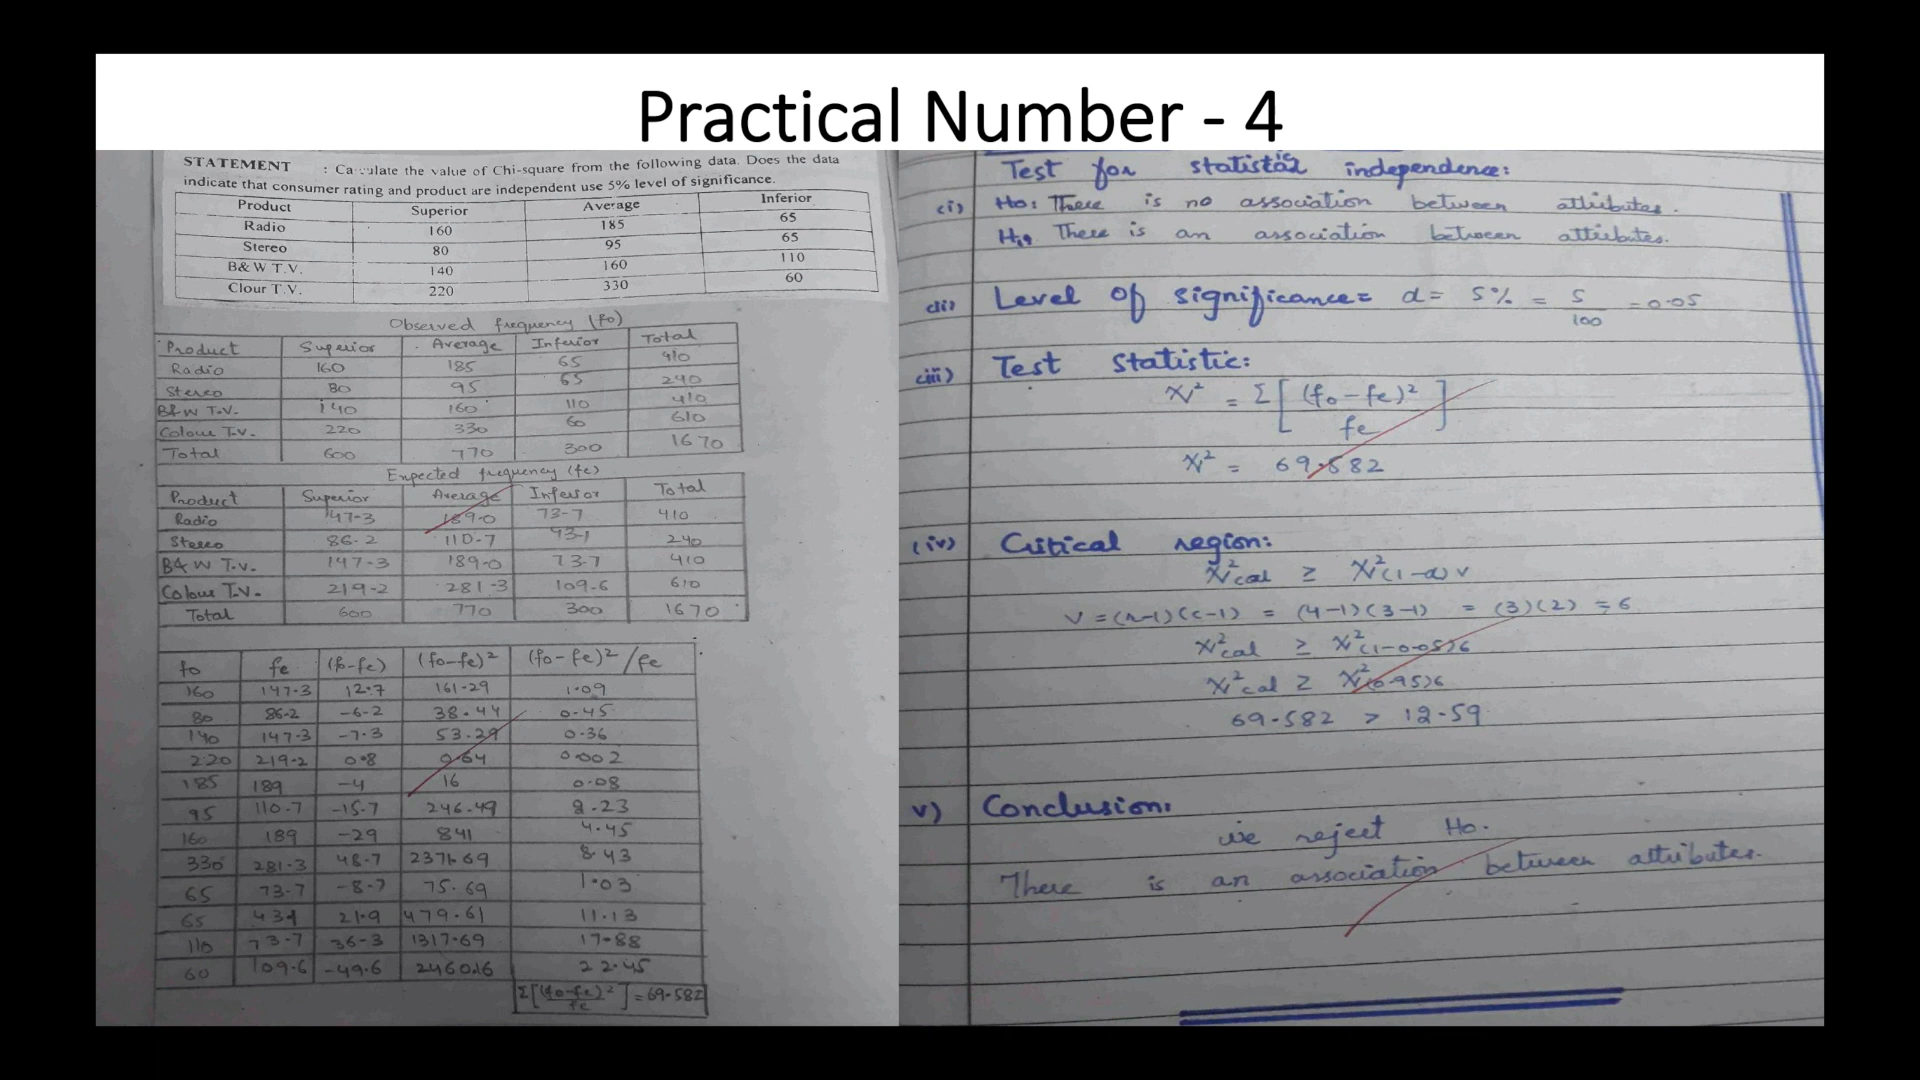 Practical Number - 4
STATEMENT : Calculate the value of Chi-square from the following data. Does the data
indicate that consumer rating and product are independent use 5% level of significance.
Product Superior Average Inferior
Radio 160 185 65
Stereo 80 95 65
B&W T.V. 140 160 110
Clour T.V. 220 330 60
Observed frequency (fo)
Product Superior Average Inferior Total
Radio 160 185 65 410
Stereo 80 95 65 240
B&W T.V. 140 160 110 410
Colour T.V. 220 330 60 610
Total 600 770 300 1670
Expected frequency (fe)
Product Superior Average Inferior Total
Radio 147-3 189-0 73-7 410
Stereo 86-2 110-7 43-1 240
B&W T.V. 147-3 189-0 73-7 410
Colour T.V. 219-2 281-3 109-6 610
Total 600 770 300 1670
fo fe (fo-fe) (fo-fe)² (fo-fe)²/fe
160 147-3 12.7 161-29 1.09
80 86-2 -6-2 38.44 0-45
140 147-3 -7.3 53.29 0-36
220 219-2 0.8 0.64 0.002
185 189 -4 16 0-08
95 110-7 -15-7 246.49 2.23
160 189 -29 841 4.45
330 281-3 48-7 2371.69 8.43
65 73-7 -8-7 75.69 1.03
65 43.1 21.9 479.61 11.13
110 73-7 36-3 1317.69 17-88
60 109.6 -49.6 2460.16 22.45
Σ[(fo-fe)²/fe] = 69.582
Test for statistical independence:
(i) Ho: There is no association between attributes.
H1: There is an association between attributes.
(ii) Level of significance = α = 5% = 5/100 = 0.05
(iii) Test Statistic:
χ² = Σ[(fo-fe)²/fe]
χ² = 69.582
(iv) Critical region:
χ²cal ≥ χ²(1-α)v
v = (r-1)(c-1) = (4-1)(3-1) = (3)(2) = 6
χ²cal ≥ χ²(1-0.05)6
χ²cal ≥ χ²(0.95)6
69.582 > 12.59
v) Conclusion:
we reject Ho.
There is an association between attributes.